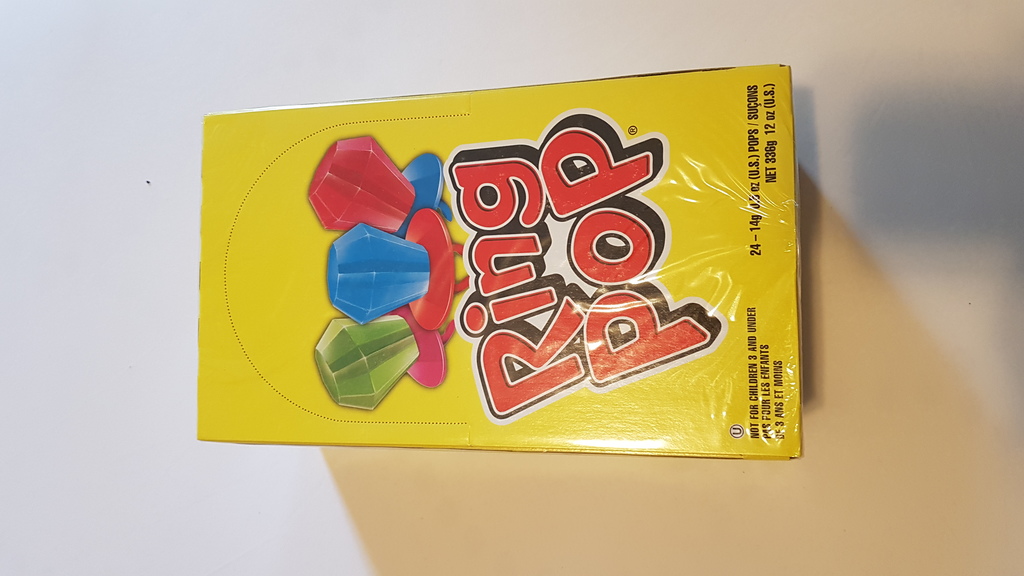 Ring
POP®
U
NOT FOR CHILDREN 3 AND UNDER
PAS POUR LES ENFANTS
DE 3 ANS ET MOINS
24 – 14g 0.5 oz (U.S.) POPS / SUÇONS
NET 336g 12 oz (U.S.)